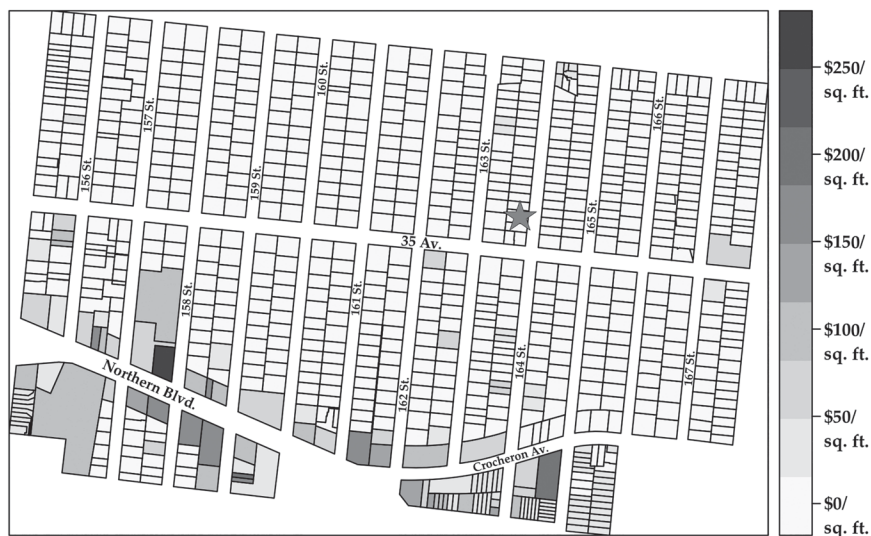 156 St.
157 St.
159 St.
160 St.
163 St.
165 St.
166 St.
35 Av.
158 St.
161 St.
162 St.
164 St.
167 St.
Northern Blvd.
Crocheron Av.
$250/
sq. ft.
$200/
sq. ft.
$150/
sq. ft.
$100/
sq. ft.
$50/
sq. ft.
$0/
sq. ft.